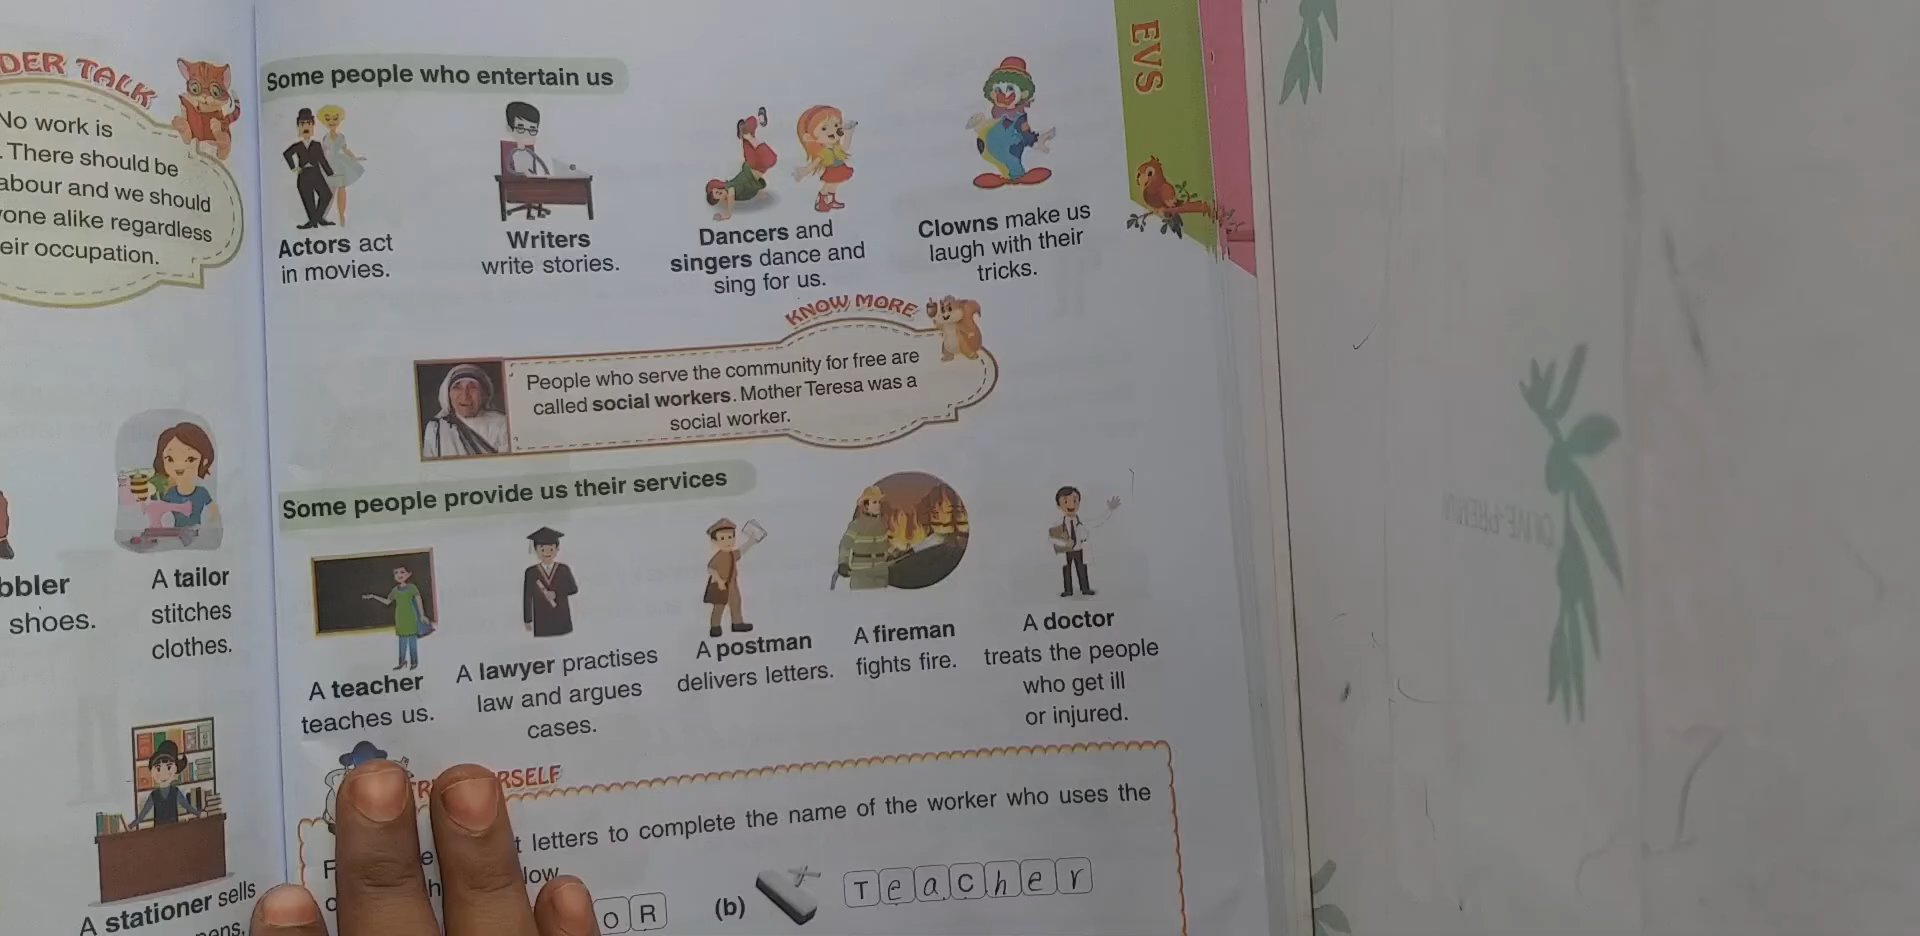 DER TALK
No work is
. There should be
abour and we should
one alike regardless
eir occupation.
bbler
shoes.
A tailor
stitches
clothes.
A stationer sells
pens,
Some people who entertain us
Actors act
in movies.
Writers
write stories.
Dancers and
singers dance and
sing for us.
Clowns make us
laugh with their
tricks.
KNOW MORE
People who serve the community for free are
called social workers. Mother Teresa was a
social worker.
Some people provide us their services
A teacher
teaches us.
A lawyer practises
law and argues
cases.
A postman
delivers letters.
A fireman
fights fire.
A doctor
treats the people
who get ill
or injured.
TR RSELF
F e t letters to complete the name of the worker who uses the
h low
OR
(b)
Teacher
EVS